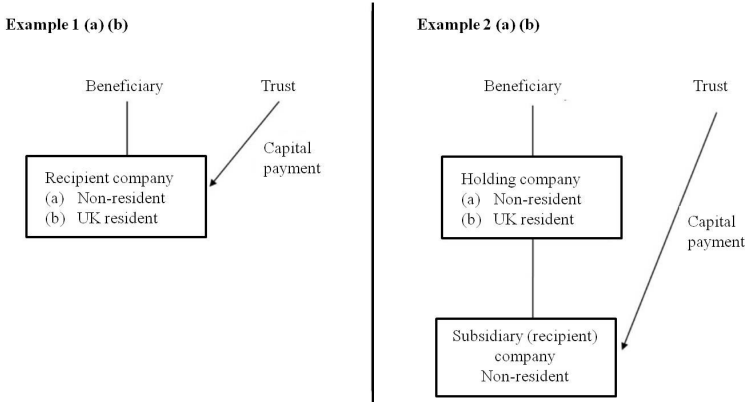 Example 1 (a) (b)
Beneficiary
Trust
Capital
payment
Recipient company
(a) Non-resident
(b) UK resident
Example 2 (a) (b)
Beneficiary
Trust
Holding company
(a) Non-resident
(b) UK resident
Capital
payment
Subsidiary (recipient)
company
Non-resident